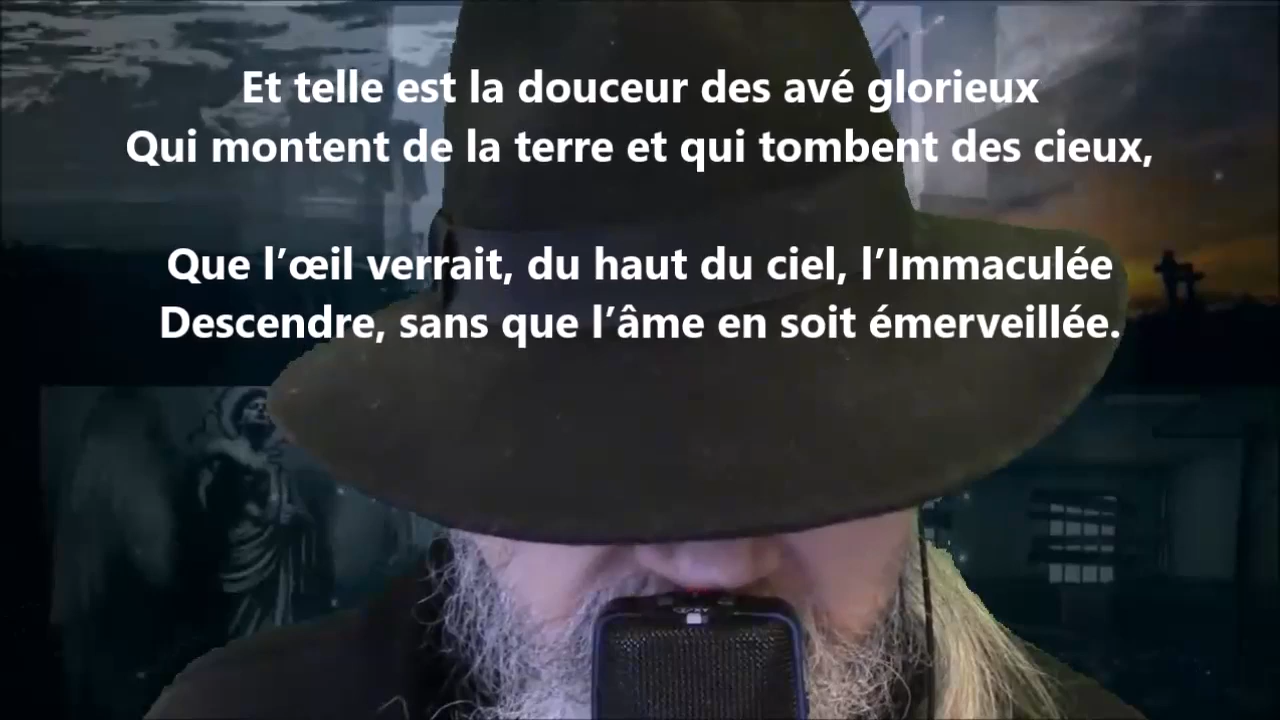 Et telle est la douceur des avé glorieux
Qui montent de la terre et qui tombent des cieux,
Que l’œil verrait, du haut du ciel, l’Immaculée
Descendre, sans que l’âme en soit émerveillée.